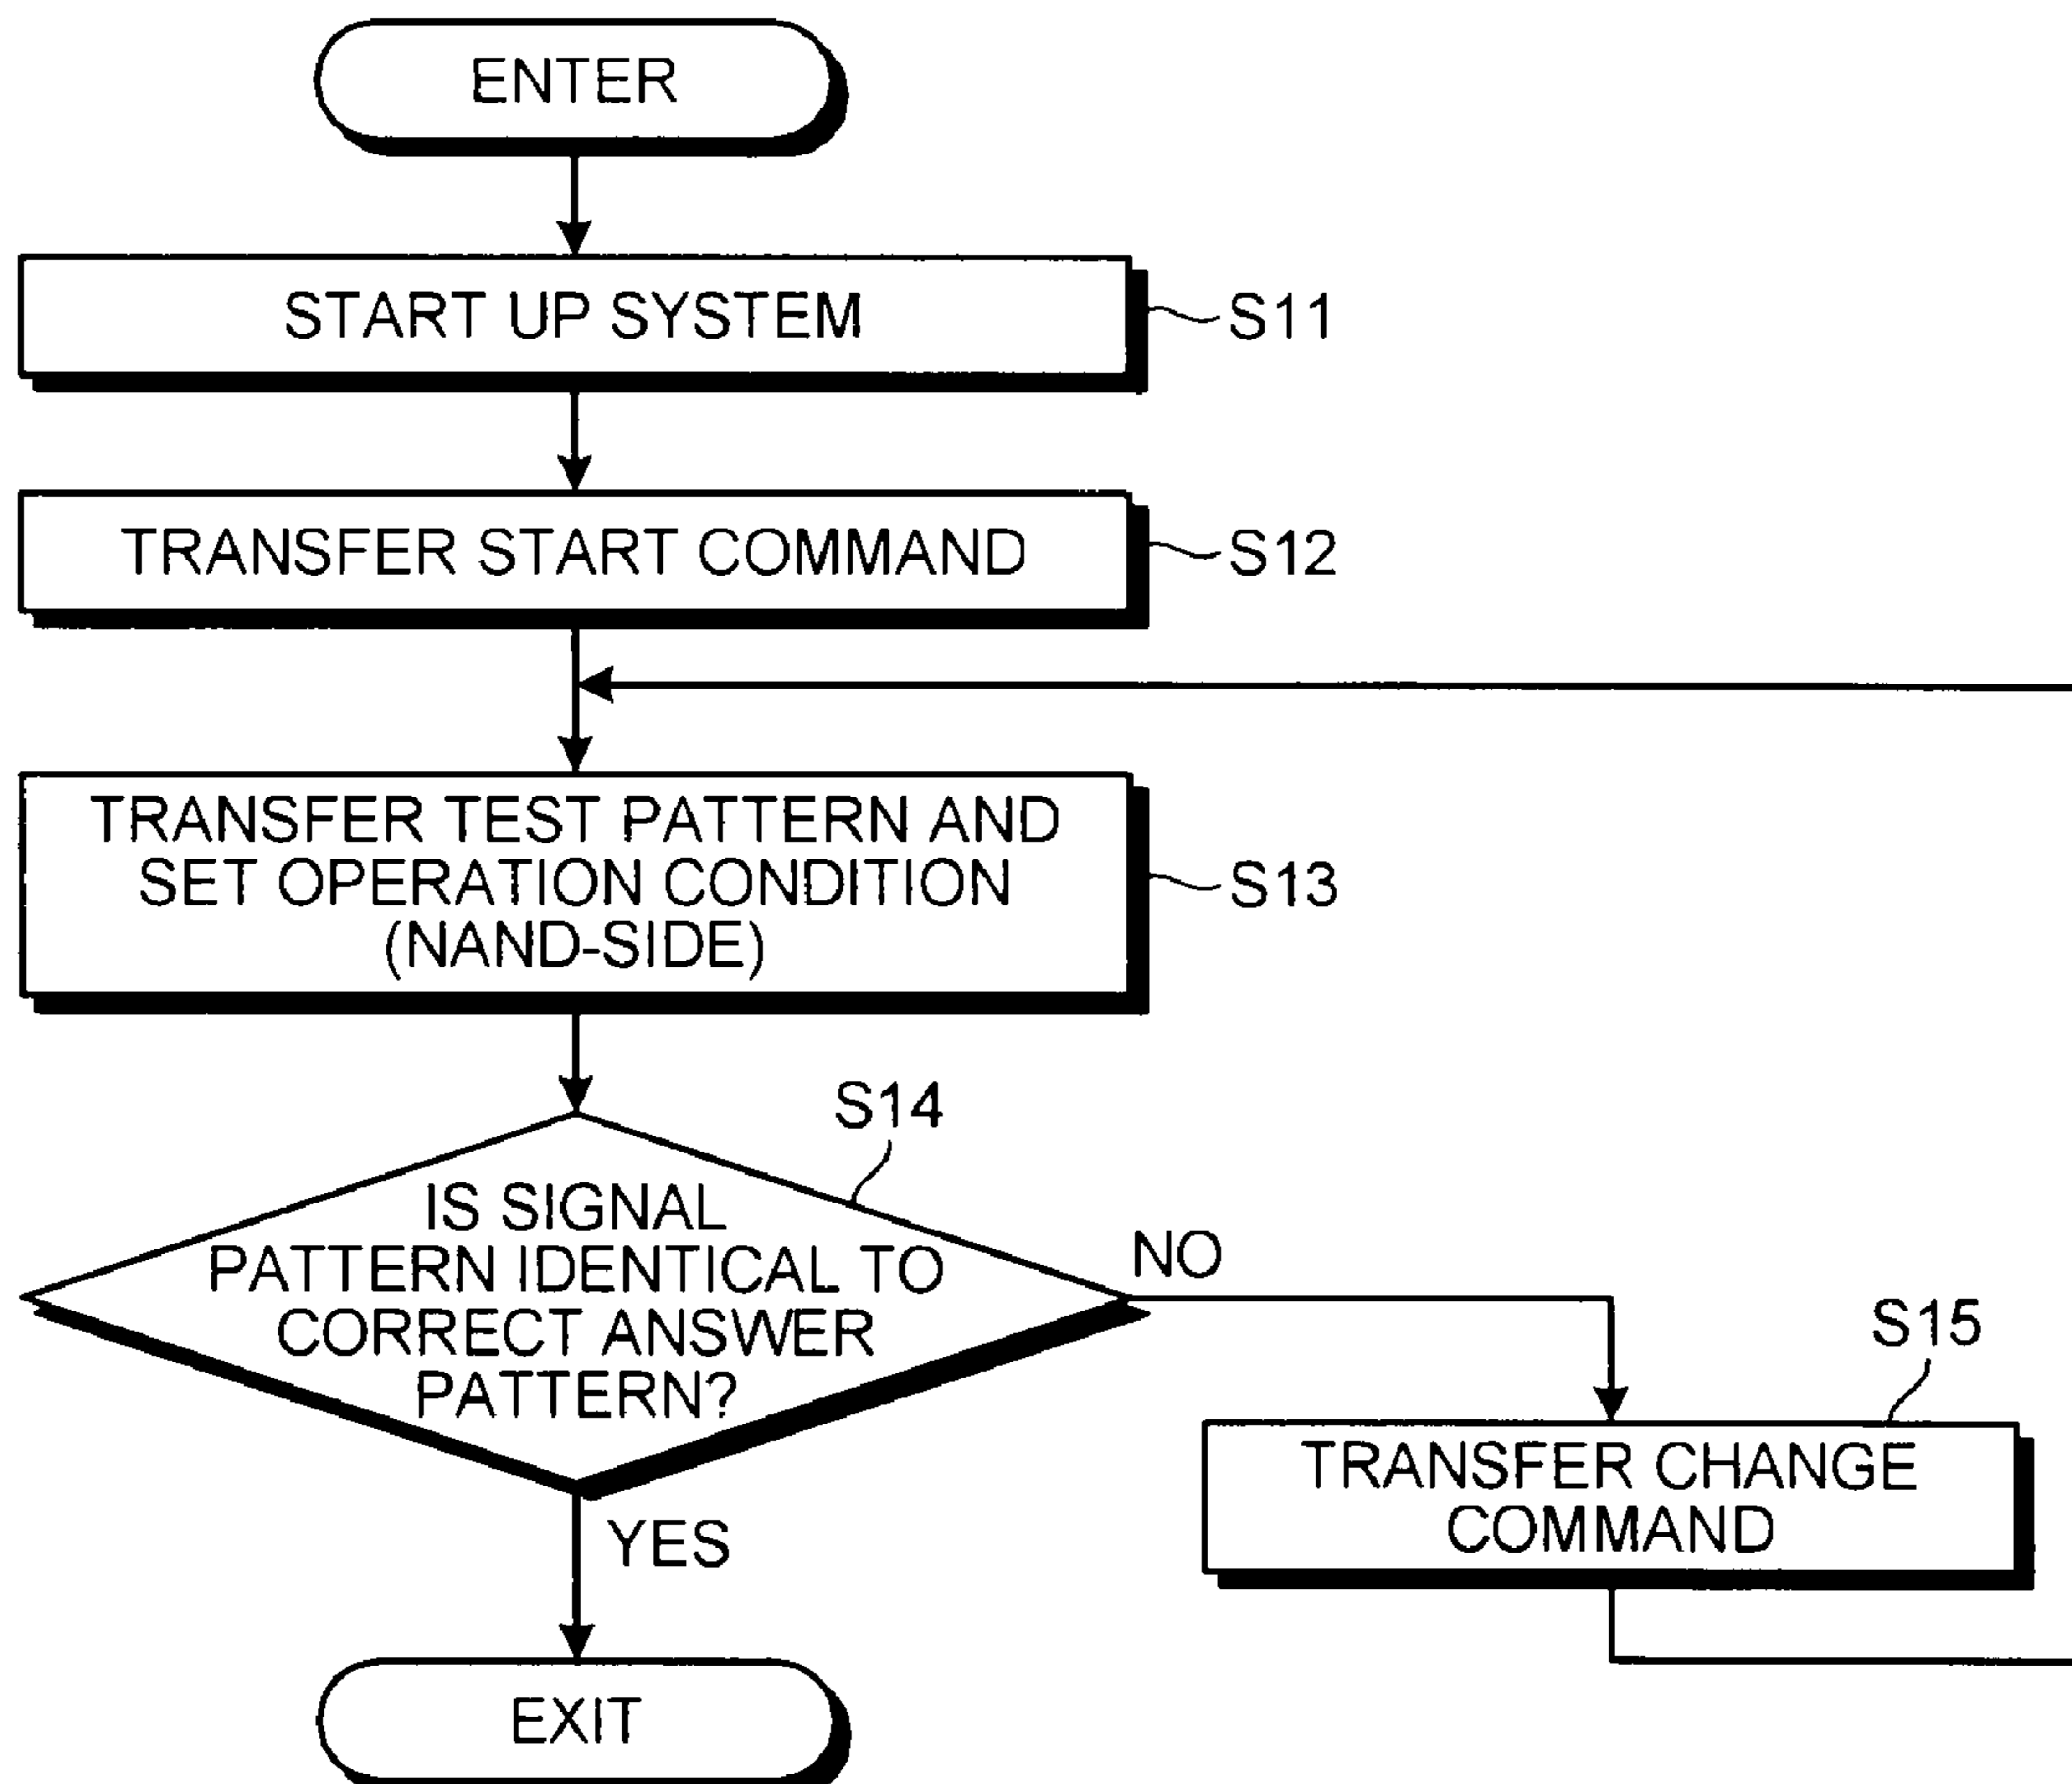 ENTER
START UP SYSTEM
S11
TRANSFER START COMMAND
S12
TRANSFER TEST PATTERN AND
SET OPERATION CONDITION
(NAND-SIDE)
S13
S14
IS SIGNAL
PATTERN IDENTICAL TO
CORRECT ANSWER
PATTERN?
NO
S15
TRANSFER CHANGE
COMMAND
YES
EXIT